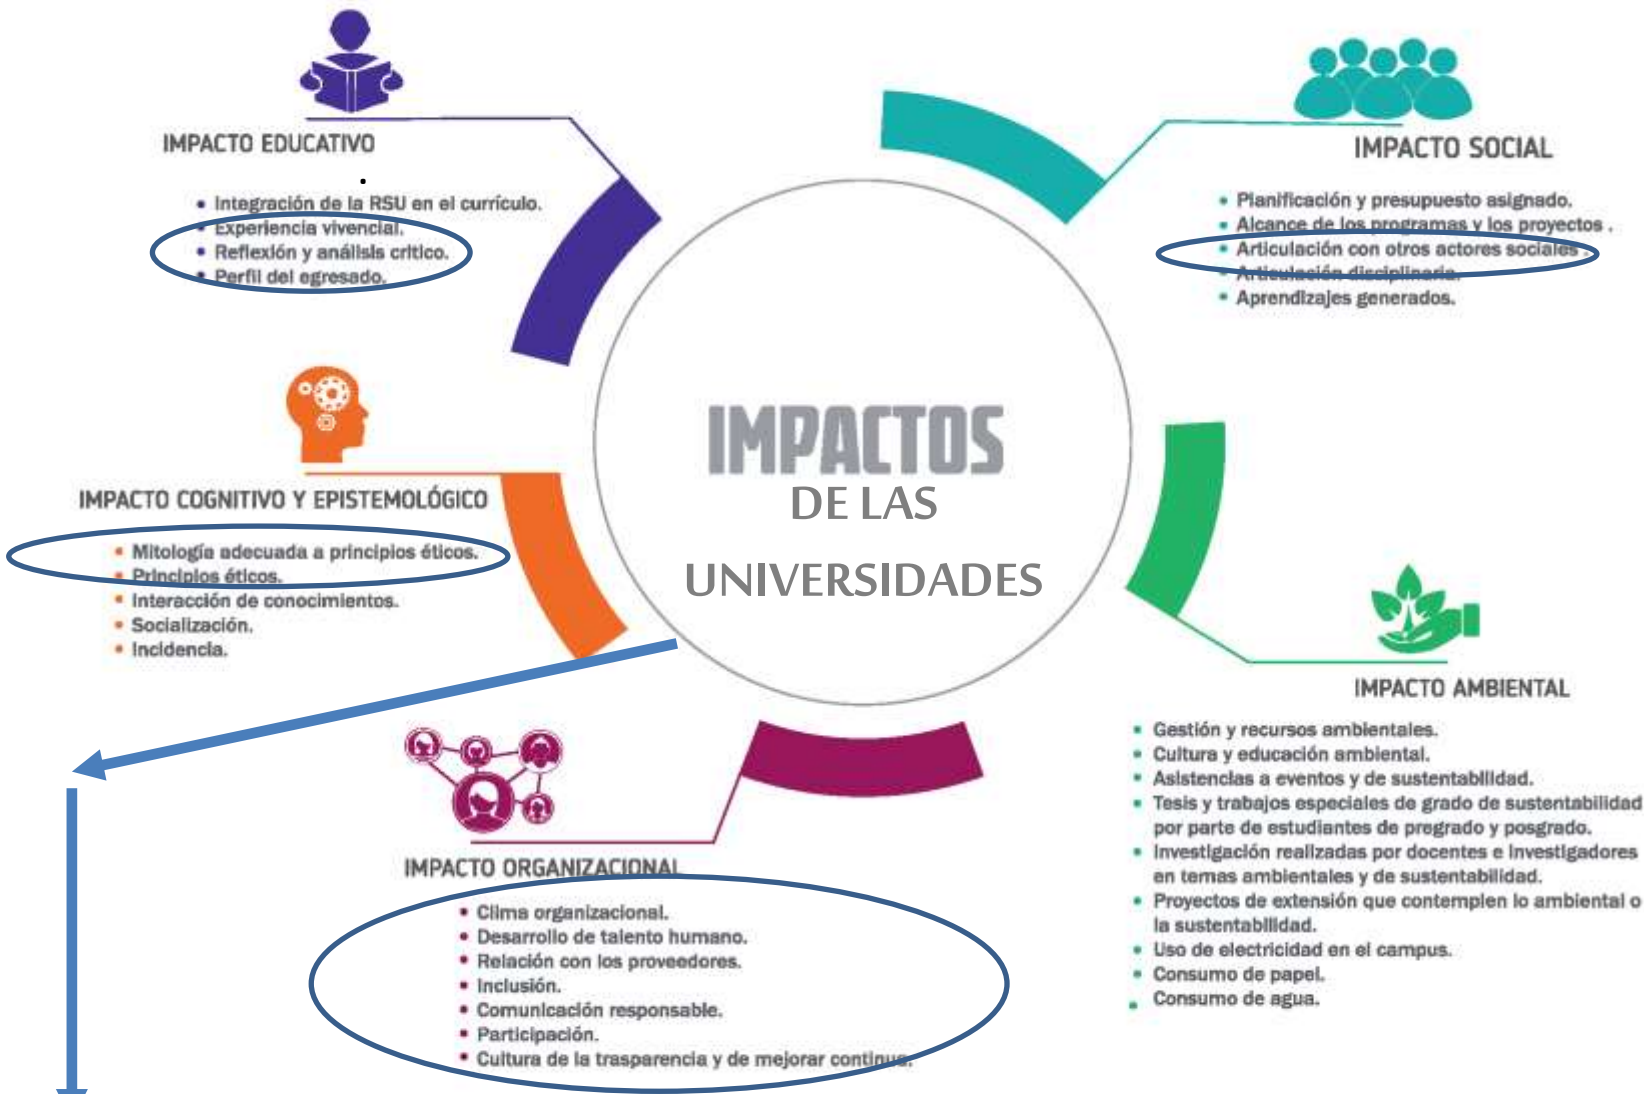 IMPACTO EDUCATIVO
• Integración de la RSU en el currículo.
• Experiencia vivencial.
• Reflexión y análisis crítico.
• Perfil del egresado.
IMPACTO SOCIAL
• Planificación y presupuesto asignado.
• Alcance de los programas y los proyectos .
• Articulación con otros actores sociales .
• Articulación disciplinaria.
• Aprendizajes generados.
IMPACTOS
DE LAS
UNIVERSIDADES
IMPACTO COGNITIVO Y EPISTEMOLÓGICO
• Mitología adecuada a principios éticos.
• Principios éticos.
• Interacción de conocimientos.
• Socialización.
• Incidencia.
IMPACTO AMBIENTAL
• Gestión y recursos ambientales.
• Cultura y educación ambiental.
• Asistencias a eventos y de sustentabilidad.
• Tesis y trabajos especiales de grado de sustentabilidad
por parte de estudiantes de pregrado y posgrado.
• Investigación realizadas por docentes e investigadores
en temas ambientales y de sustentabilidad.
• Proyectos de extensión que contemplen lo ambiental o
la sustentabilidad.
• Uso de electricidad en el campus.
• Consumo de papel.
• Consumo de agua.
IMPACTO ORGANIZACIONAL
• Clima organizacional.
• Desarrollo de talento humano.
• Relación con los proveedores.
• Inclusión.
• Comunicación responsable.
• Participación.
• Cultura de la trasparencia y de mejorar continua.